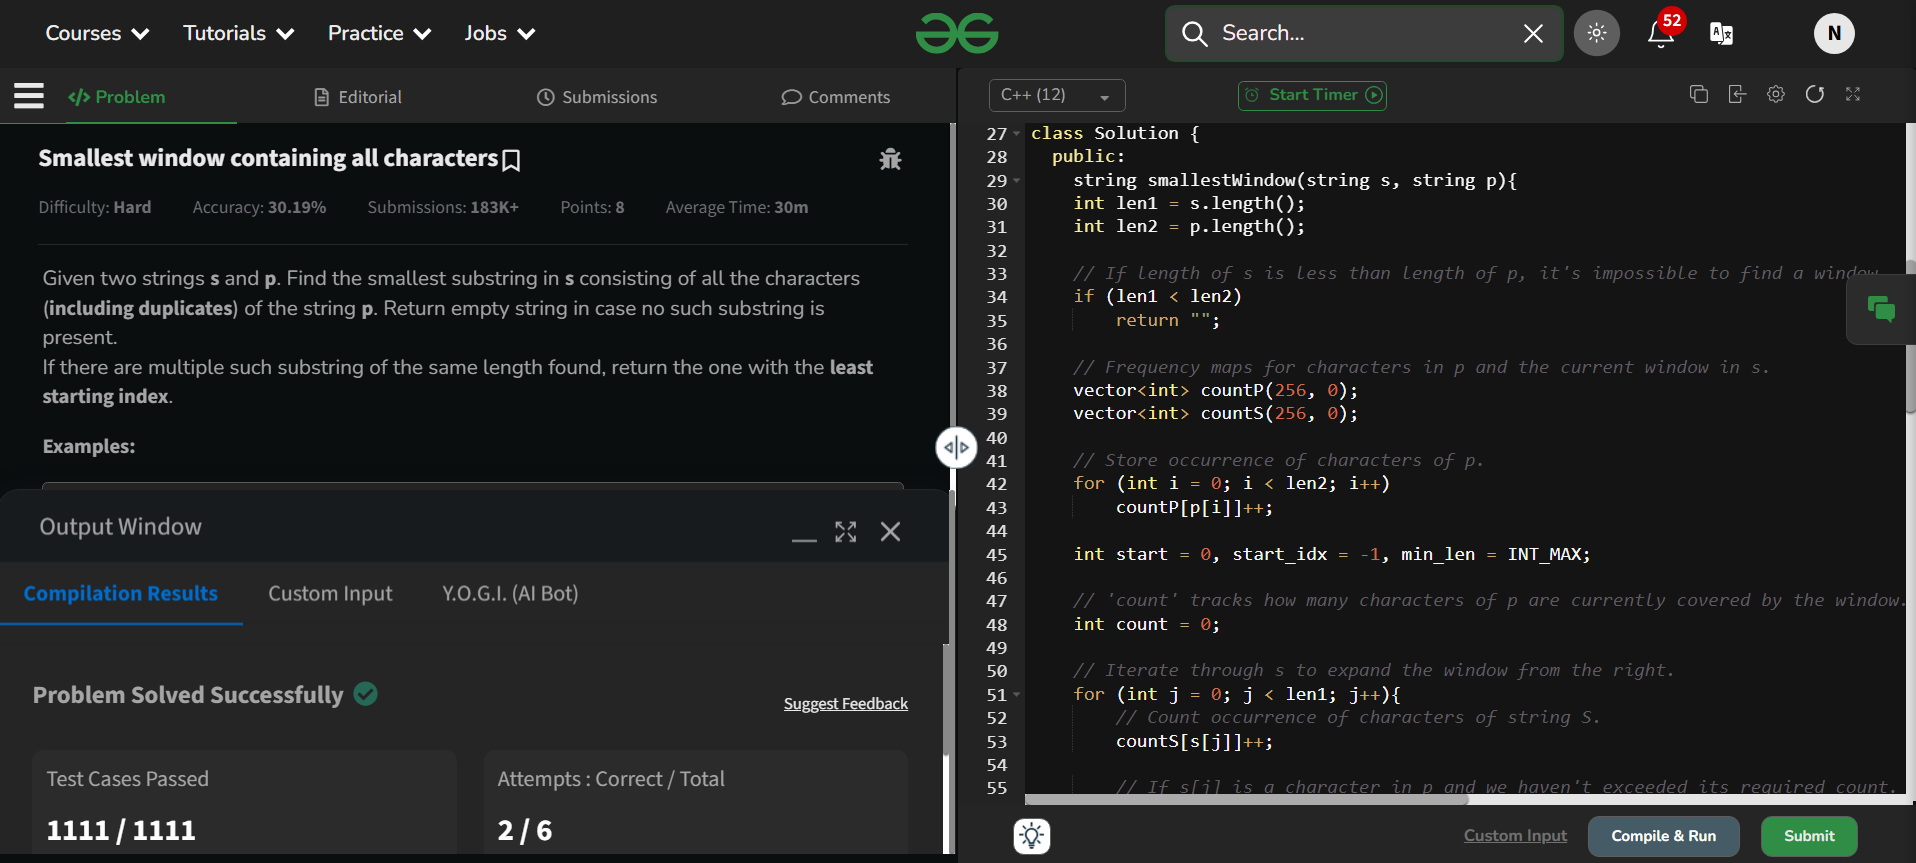 Courses Tutorials Practice Jobs Search... 52 N
Problem Editorial Submissions Comments
Smallest window containing all characters
Difficulty: Hard Accuracy: 30.19% Submissions: 183K+ Points: 8 Average Time: 30m
Given two strings s and p. Find the smallest substring in s consisting of all the characters
(including duplicates) of the string p. Return empty string in case no such substring is
present.
If there are multiple such substring of the same length found, return the one with the least
starting index.
Examples:
Output Window
Compilation Results Custom Input Y.O.G.I. (AI Bot)
Problem Solved Successfully
Suggest Feedback
Test Cases Passed
1111 / 1111
Attempts : Correct / Total
2 / 6
C++ (12) Start Timer
27 class Solution {
28 public:
29 string smallestWindow(string s, string p){
30 int len1 = s.length();
31 int len2 = p.length();
32
33 // If length of s is less than length of p, it's impossible to find a window
34 if (len1 < len2)
35 return "";
36
37 // Frequency maps for characters in p and the current window in s.
38 vector<int> countP(256, 0);
39 vector<int> countS(256, 0);
40
41 // Store occurrence of characters of p.
42 for (int i = 0; i < len2; i++)
43 countP[p[i]]++;
44
45 int start = 0, start_idx = -1, min_len = INT_MAX;
46
47 // 'count' tracks how many characters of p are currently covered by the window.
48 int count = 0;
49
50 // Iterate through s to expand the window from the right.
51 for (int j = 0; j < len1; j++){
52 // Count occurrence of characters of string S.
53 countS[s[j]]++;
54
55 // If s[j] is a character in p and we haven't exceeded its required count.
Custom Input Compile & Run Submit